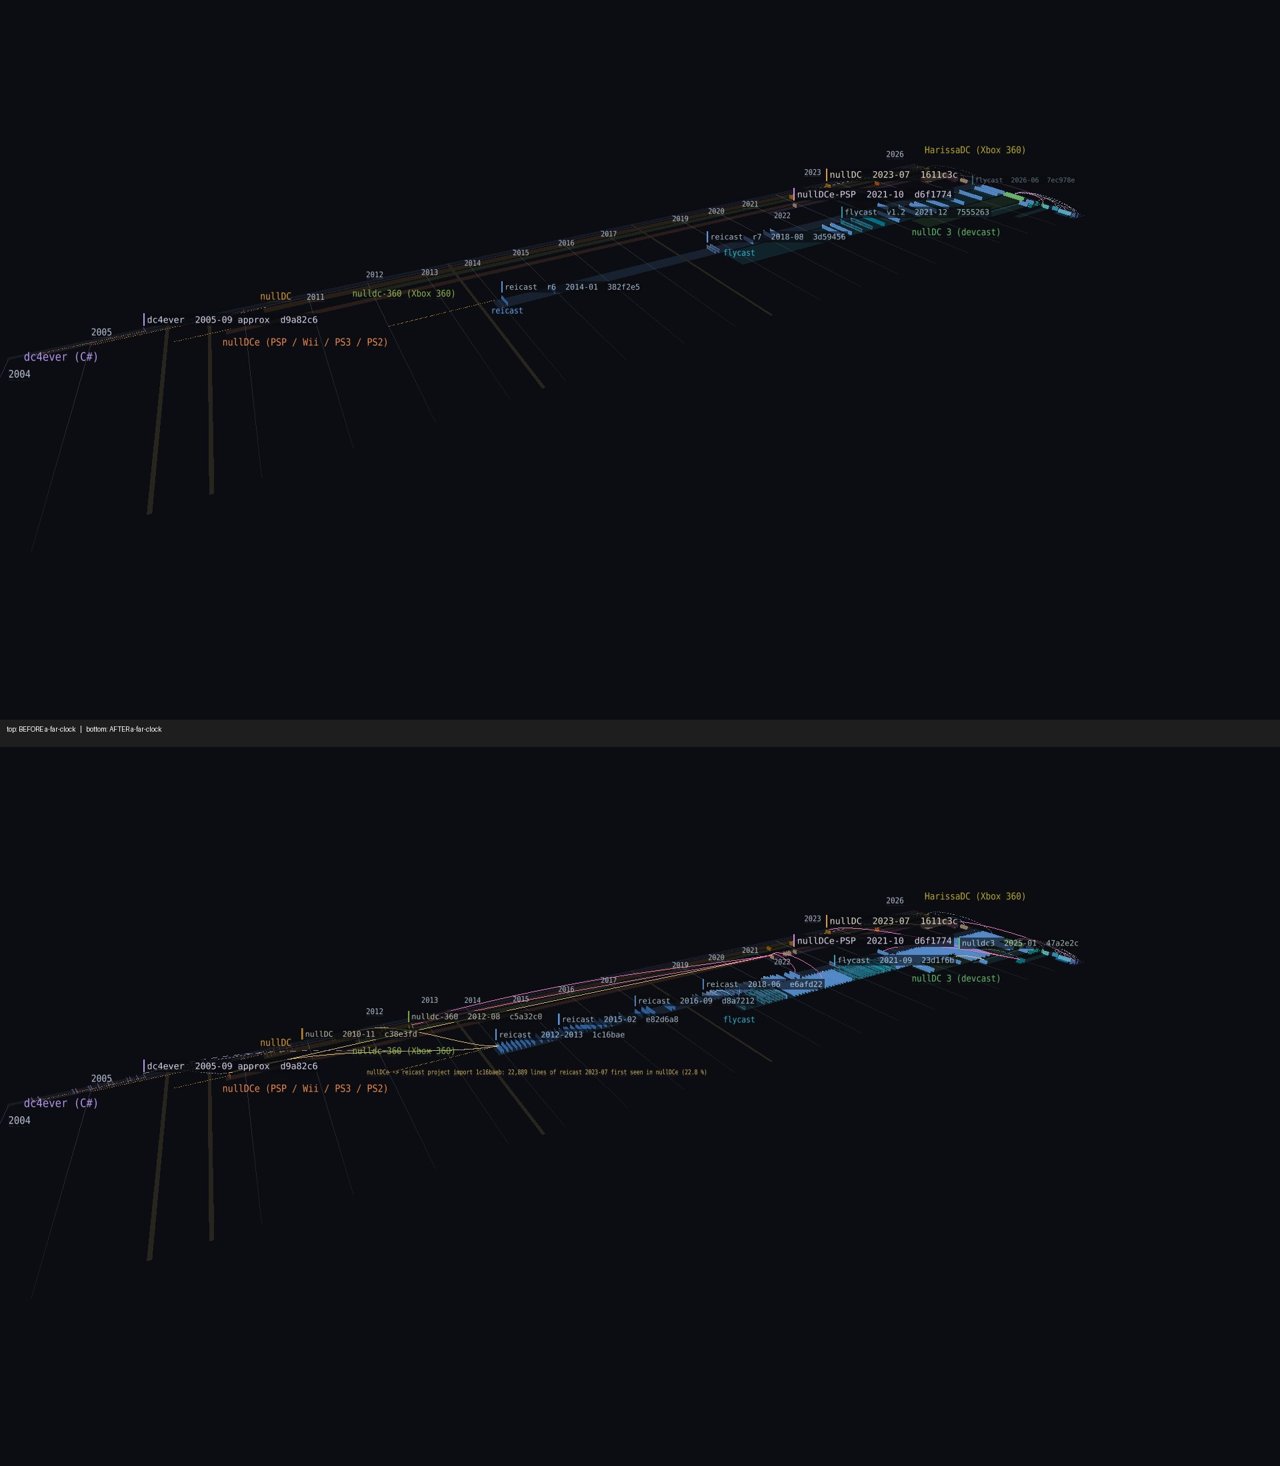 HarissaDC (Xbox 360)
2026
2023
nullDC 2023-07 1611c3c
flycast 2026-06 7ec978e
nullDCe-PSP 2021-10 d6f1774
2021
2020
flycast v1.2 2021-12 7555263
2022
2019
nullDC 3 (devcast)
2017
reicast r7 2018-08 3d59456
2016
flycast
2015
2014
2013
2012
reicast r6 2014-01 382f2e5
nulldc-360 (Xbox 360)
nullDC
2011
reicast
dc4ever 2005-09 approx d9a82c6
2005
nullDCe (PSP / Wii / PS3 / PS2)
dc4ever (C#)
2004
top: BEFORE a-far-clock | bottom: AFTER a-far-clock
HarissaDC (Xbox 360)
2026
2023
nullDC 2023-07 1611c3c
nullDCe-PSP 2021-10 d6f1774
nulldc3 2025-01 47a2e2c
2021
2020
flycast 2021-09 23d1f6b
2022
2019
nullDC 3 (devcast)
2017
reicast 2018-06 e6afd22
2016
2015
2014
2013
reicast 2016-09 d8a7212
2012
nulldc-360 2012-08 c5a32c0
reicast 2015-02 e82d6a8
flycast
nullDC 2010-11 c38e3fd
reicast 2012-2013 1c16bae
nullDC
nulldc-360 (Xbox 360)
dc4ever 2005-09 approx d9a82c6
nullDCe -> reicast project import 1c16baeb: 22,889 lines of reicast 2023-07 first seen in nullDCe (22.8 %)
2005
nullDCe (PSP / Wii / PS3 / PS2)
dc4ever (C#)
2004